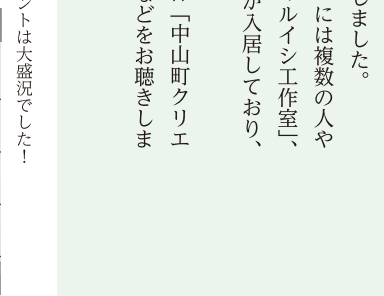 しました。
には複数の人や
ルイシ工作室」、
が入居しており、
「中山町クリエ
などをお聴きしま
ントは大盛況でした！